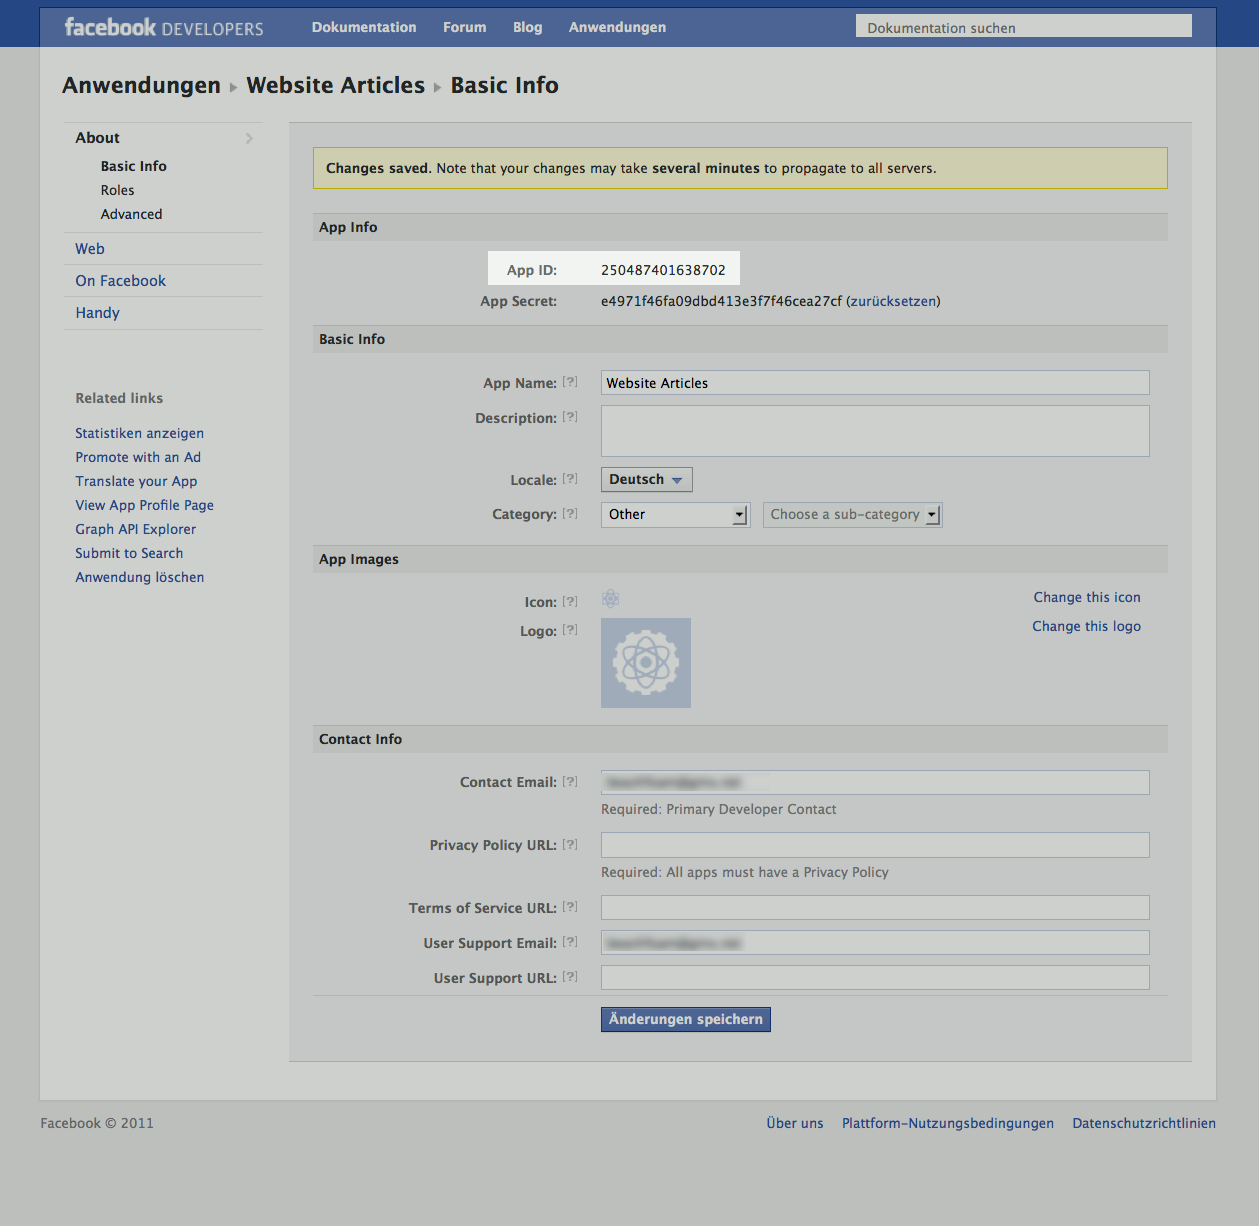 facebook DEVELOPERS Dokumentation Forum Blog Anwendungen Dokumentation suchen
Anwendungen Website Articles Basic Info
About
Basic Info
Roles
Advanced
Web
On Facebook
Handy
Related links
Statistiken anzeigen
Promote with an Ad
Translate your App
View App Profile Page
Graph API Explorer
Submit to Search
Anwendung löschen
Changes saved. Note that your changes may take several minutes to propagate to all servers.
App Info
App ID: 250487401638702
App Secret: e4971f46fa09dbd413e3f7f46cea27cf (zurücksetzen)
Basic Info
App Name: [?] Website Articles
Description: [?]
Locale: [?] Deutsch
Category: [?] Other Choose a sub-category
App Images
Icon: [?] Change this icon
Logo: [?] Change this logo
Contact Info
Contact Email: [?]
Required: Primary Developer Contact
Privacy Policy URL: [?]
Required: All apps must have a Privacy Policy
Terms of Service URL: [?]
User Support Email: [?]
User Support URL: [?]
Änderungen speichern
Facebook © 2011 Über uns Plattform-Nutzungsbedingungen Datenschutzrichtlinien